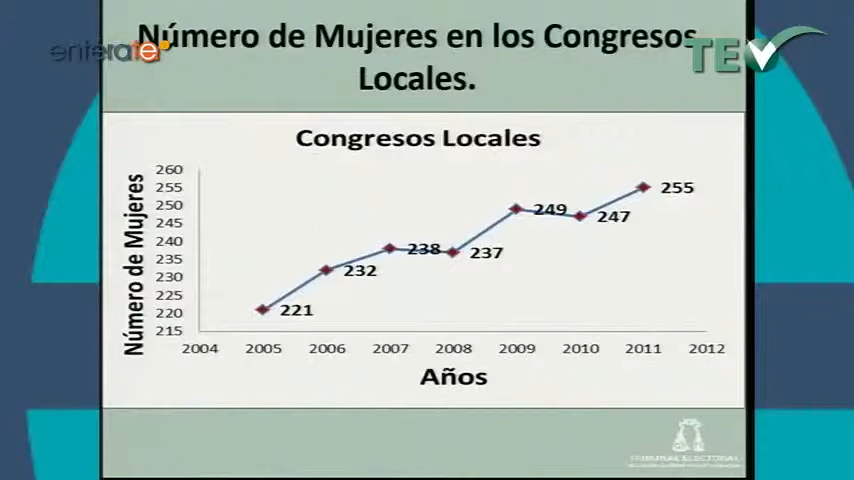 Número de Mujeres en los Congresos
Locales.
enterate
TEV
Congresos Locales
Número de Mujeres
260
255
250
245
240
235
230
225
220
215
221
232
238
237
249
247
255
2004 2005 2006 2007 2008 2009 2010 2011 2012
Años
TRIBUNAL ELECTORAL